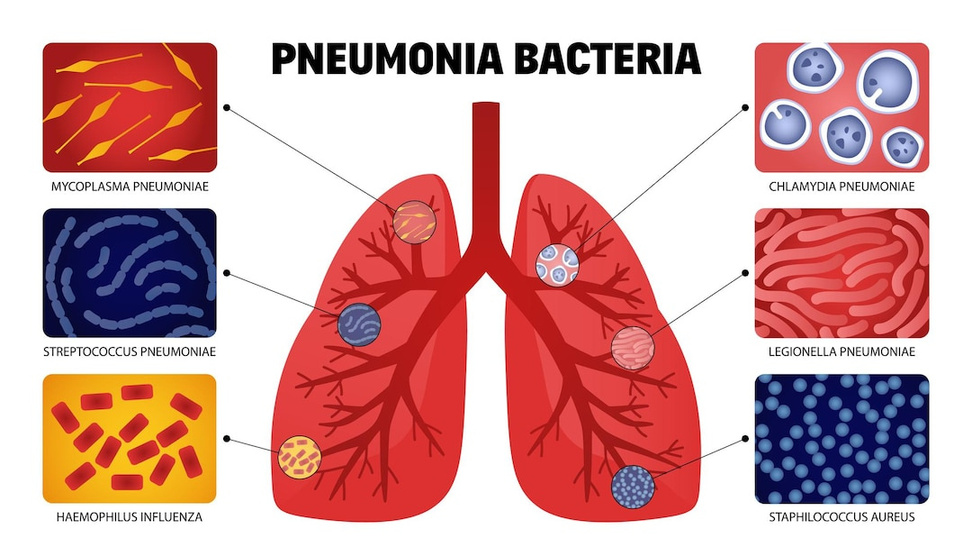 PNEUMONIA BACTERIA
MYCOPLASMA PNEUMONIAE
CHLAMYDIA PNEUMONIAE
STREPTOCOCCUS PNEUMONIAE
LEGIONELLA PNEUMONIAE
HAEMOPHILUS INFLUENZA
STAPHILOCOCCUS AUREUS